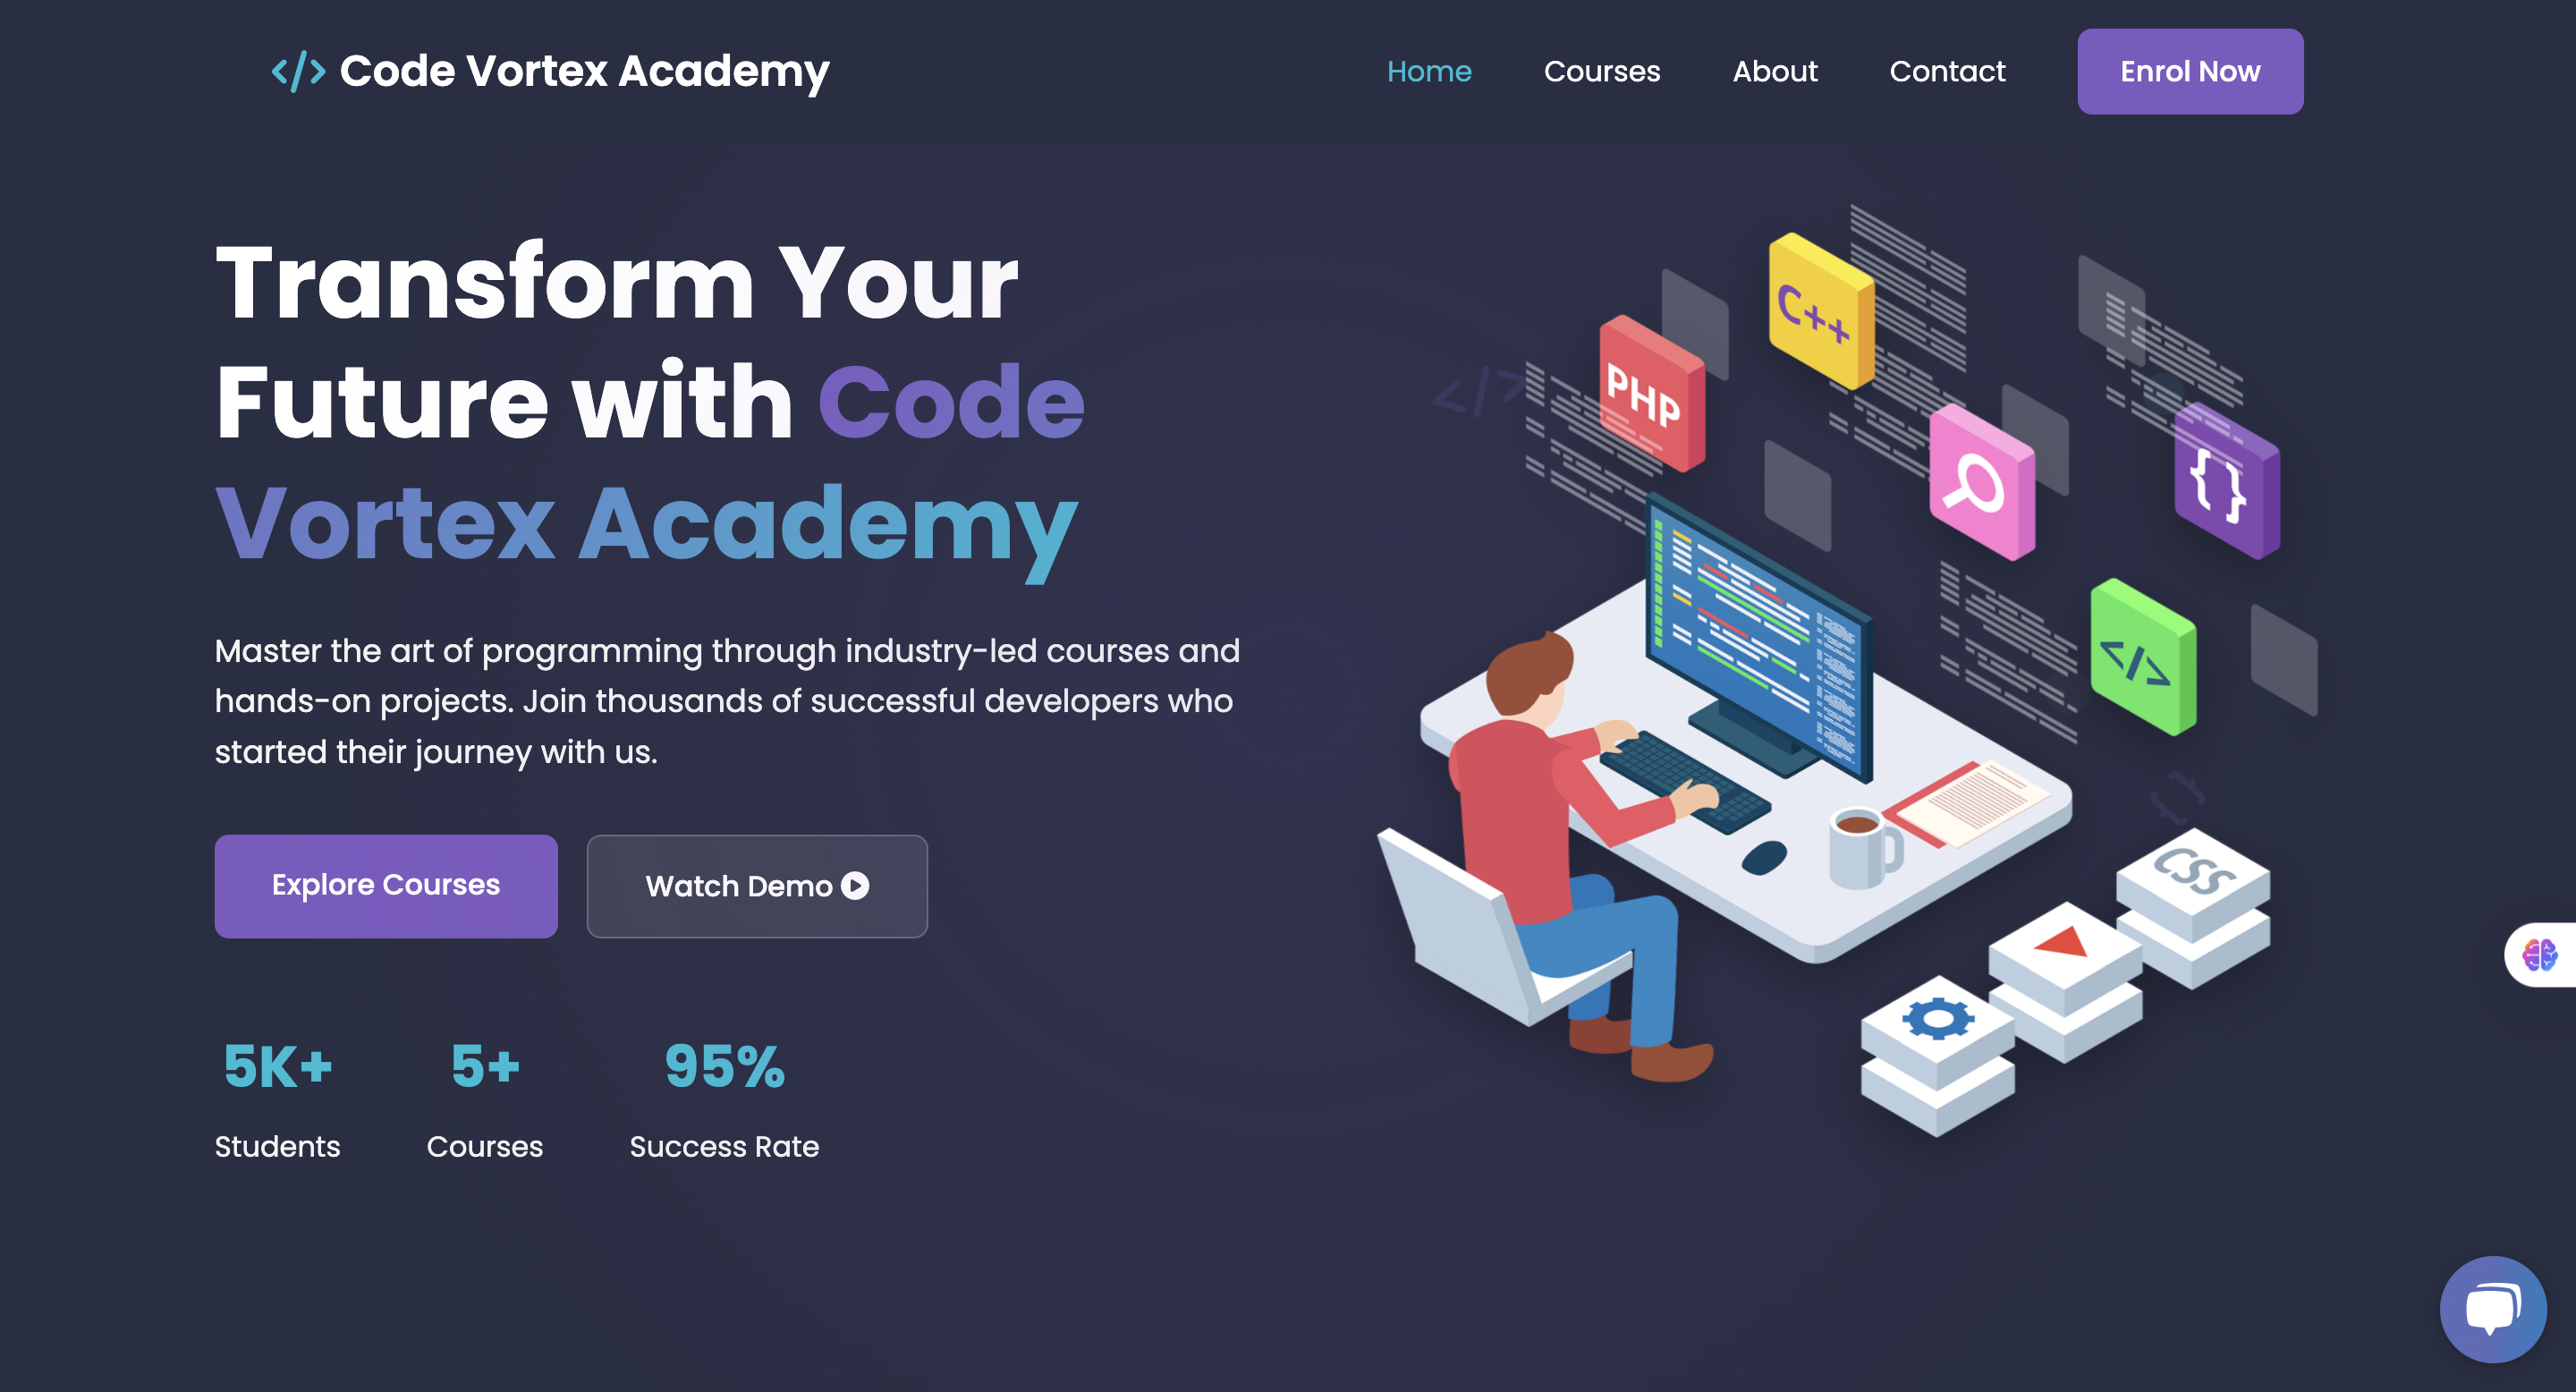 </> Code Vortex Academy
Home
Courses
About
Contact
Enrol Now
Transform Your
Future with Code
Vortex Academy
Master the art of programming through industry-led courses and
hands-on projects. Join thousands of successful developers who
started their journey with us.
Explore Courses
Watch Demo
5K+
Students
5+
Courses
95%
Success Rate
C++
PHP
</>
{}
</>
{}
CSS